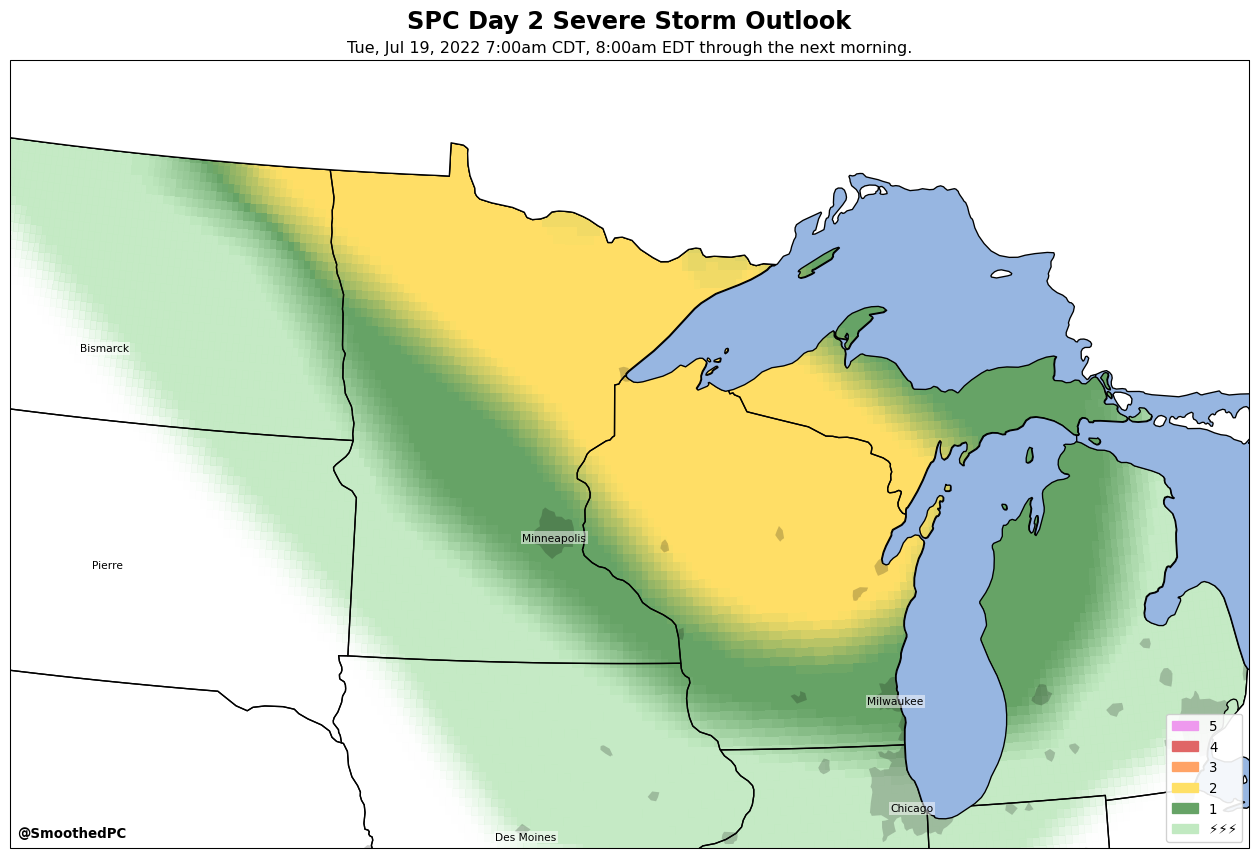 SPC Day 2 Severe Storm Outlook
Tue, Jul 19, 2022 7:00am CDT, 8:00am EDT through the next morning.
Bismarck
Minneapolis
Pierre
Milwaukee
Chicago
Des Moines
5
4
3
2
1
⚡⚡⚡
@SmoothedPC